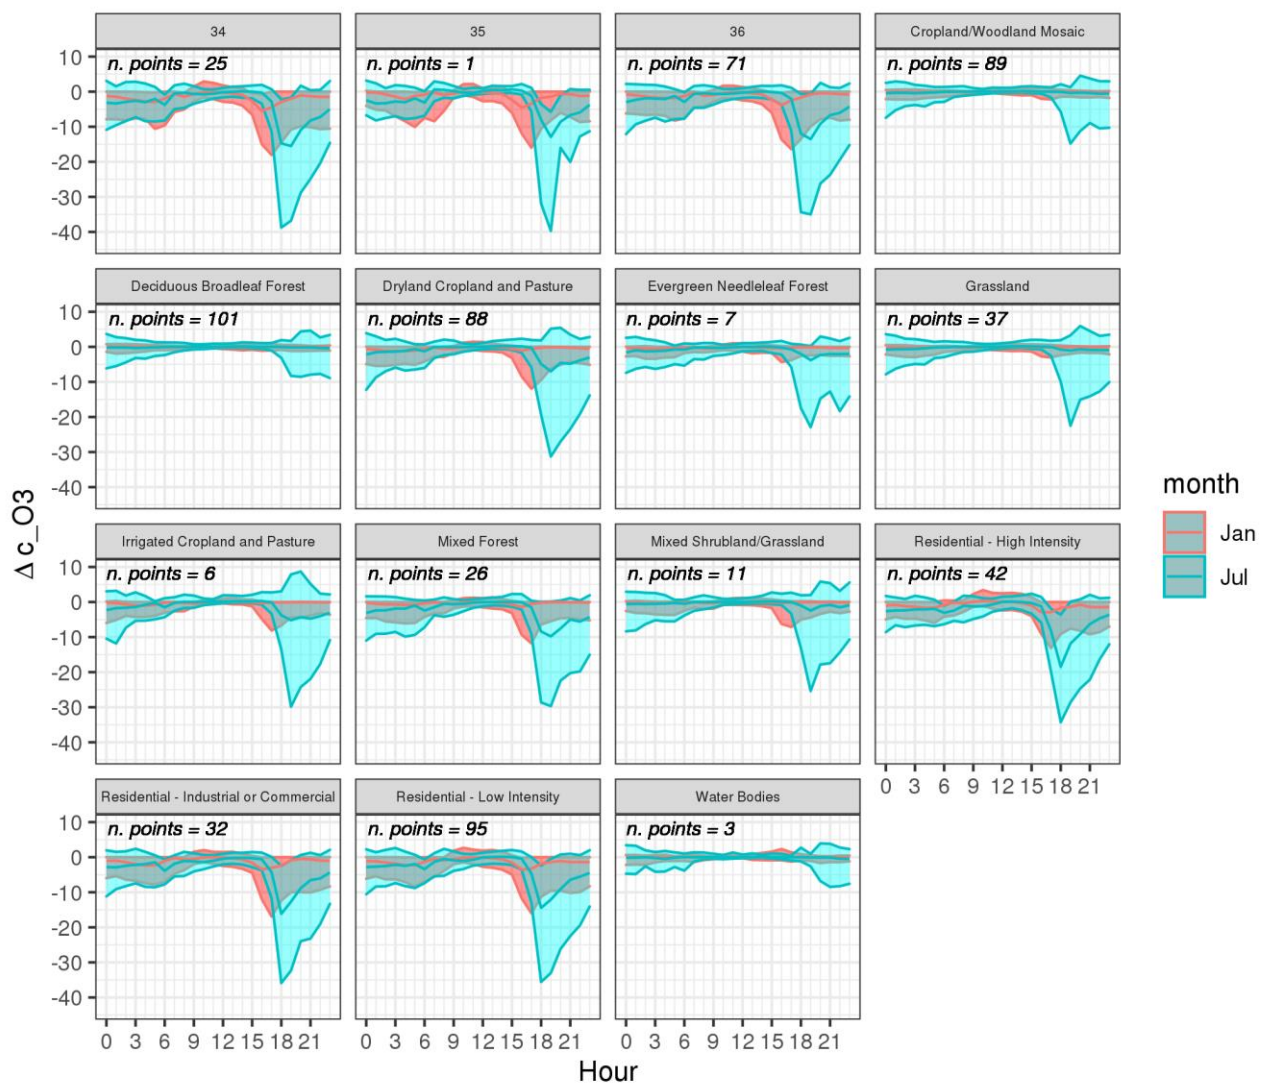 34
35
36
Cropland/Woodland Mosaic
n. points = 25
n. points = 1
n. points = 71
n. points = 89
10
0
-10
-20
-30
-40
Deciduous Broadleaf Forest
Dryland Cropland and Pasture
Evergreen Needleleaf Forest
Grassland
n. points = 101
n. points = 88
n. points = 7
n. points = 37
10
0
-10
-20
-30
-40
Δ c_O3
month
Jan
Jul
Irrigated Cropland and Pasture
Mixed Forest
Mixed Shrubland/Grassland
Residential - High Intensity
n. points = 6
n. points = 26
n. points = 11
n. points = 42
10
0
-10
-20
-30
-40
0 3 6 9 12 15 18 21
Residential - Industrial or Commercial
Residential - Low Intensity
Water Bodies
n. points = 32
n. points = 95
n. points = 3
10
0
-10
-20
-30
-40
0 3 6 9 12 15 18 21
0 3 6 9 12 15 18 21
0 3 6 9 12 15 18 21
Hour